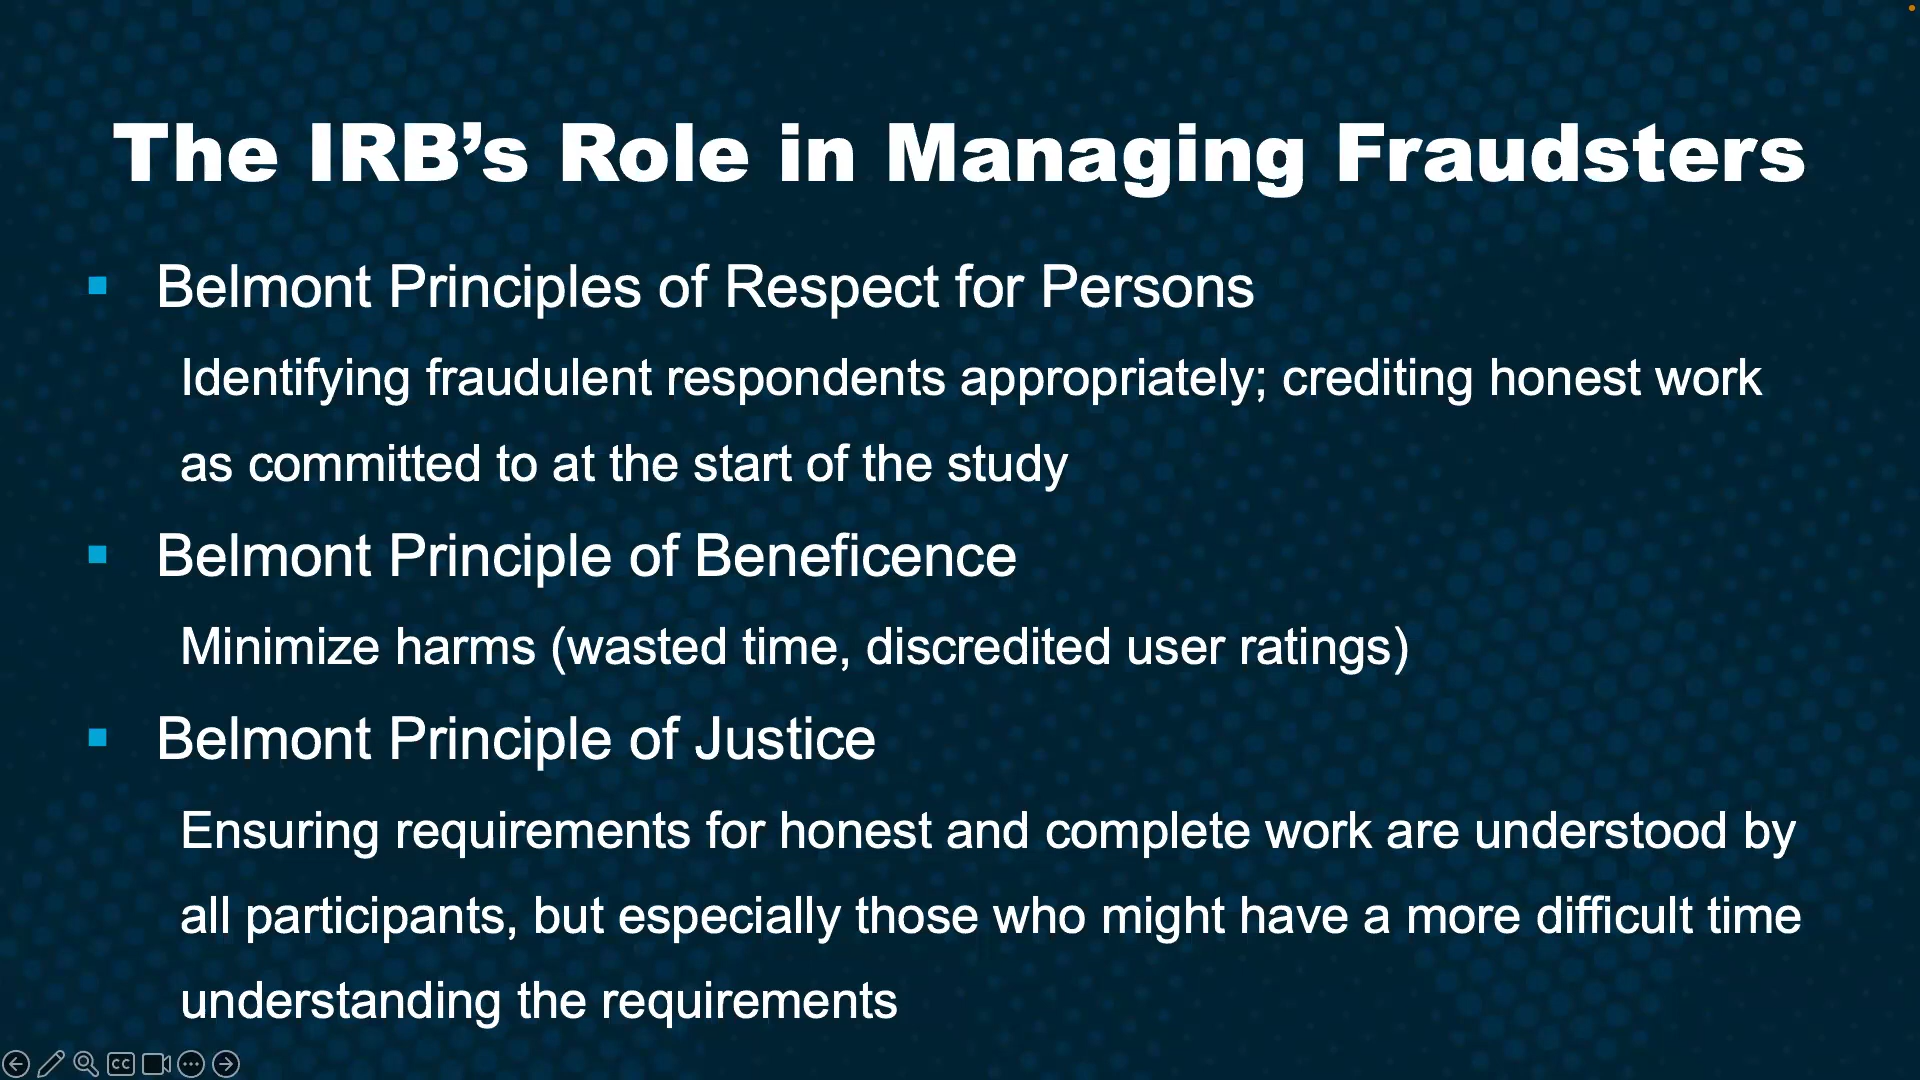 The IRB’s Role in Managing Fraudsters
Belmont Principles of Respect for Persons
Identifying fraudulent respondents appropriately; crediting honest work
as committed to at the start of the study
Belmont Principle of Beneficence
Minimize harms (wasted time, discredited user ratings)
Belmont Principle of Justice
Ensuring requirements for honest and complete work are understood by
all participants, but especially those who might have a more difficult time
understanding the requirements
CC